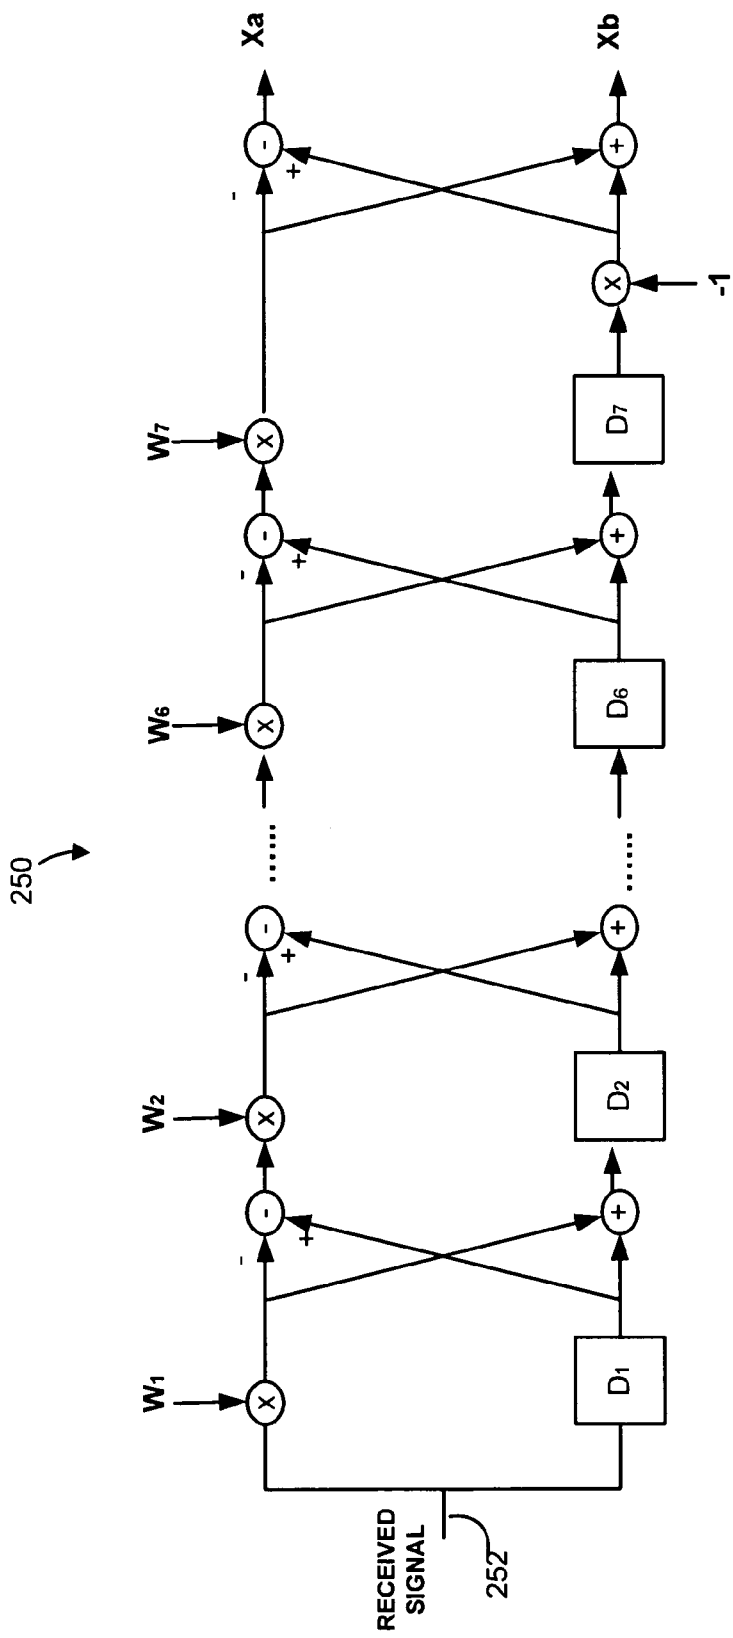 250
RECEIVED
SIGNAL
252
W1
W2
W6
W7
X
X
X
X
-
+
-
-
+
-
......
-
+
-
-
+
-
Xa
D1
D2
D6
D7
+
+
......
+
X
-1
+
Xb